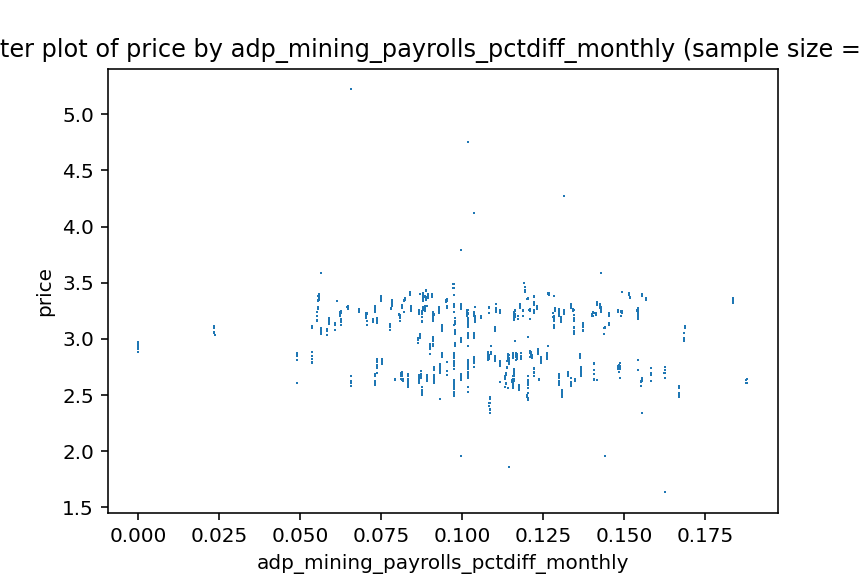 ter plot of price by adp_mining_payrolls_pctdiff_monthly (sample size =
5.0
4.5
4.0
3.5
3.0
2.5
2.0
1.5
price
0.000 0.025 0.050 0.075 0.100 0.125 0.150 0.175
adp_mining_payrolls_pctdiff_monthly